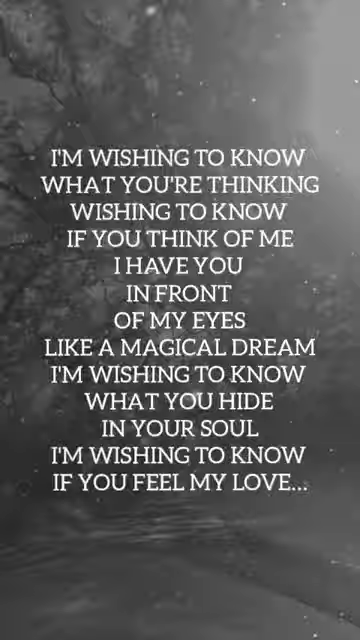 I'M WISHING TO KNOW
WHAT YOU'RE THINKING
WISHING TO KNOW
IF YOU THINK OF ME
I HAVE YOU
IN FRONT
OF MY EYES
LIKE A MAGICAL DREAM
I'M WISHING TO KNOW
WHAT YOU HIDE
IN YOUR SOUL
I'M WISHING TO KNOW
IF YOU FEEL MY LOVE...